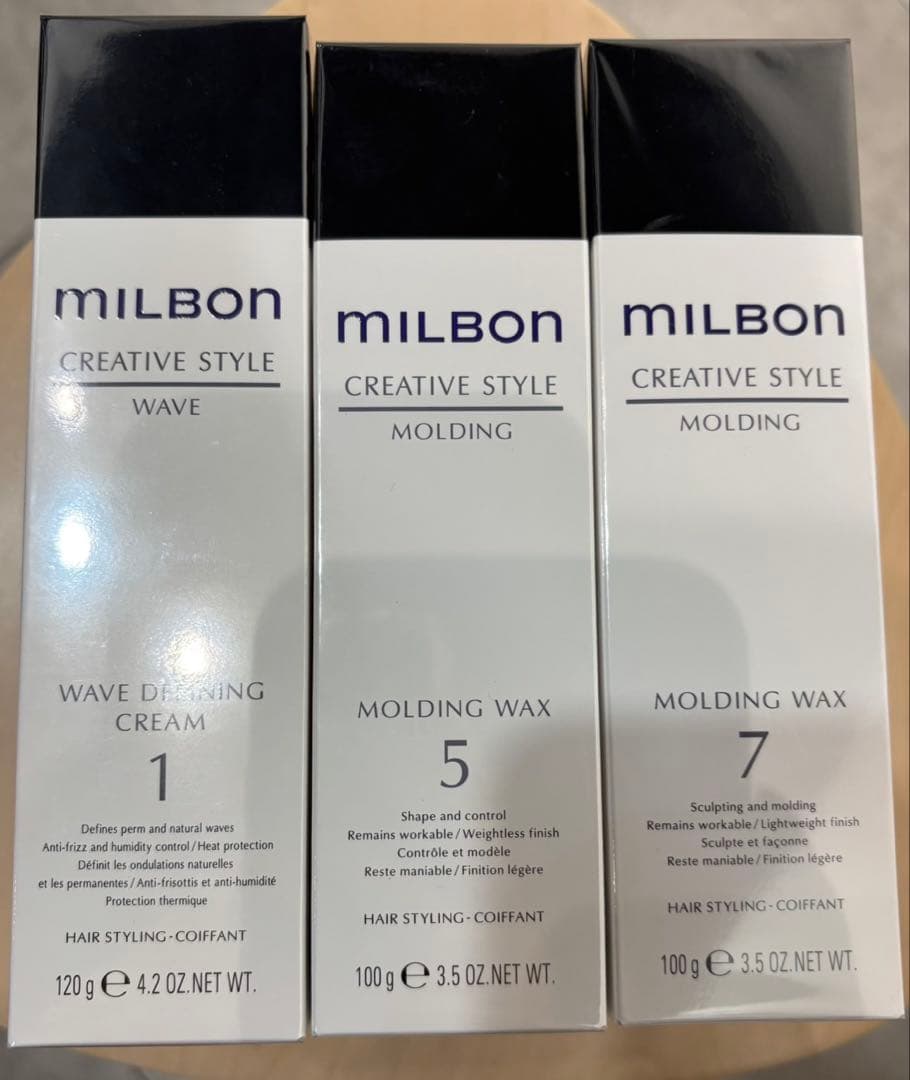 mILBOn
CREATIVE STYLE
WAVE
WAVE DEFINING
CREAM
1
Defines perm and natural waves
Anti-frizz and humidity control / Heat protection
Définit les ondulations naturelles
et les permanentes / Anti-frisottis et anti-humidité
Protection thermique
HAIR STYLING - COIFFANT
120 g ℮ 4.2 OZ.NET WT.
mILBOn
CREATIVE STYLE
MOLDING
MOLDING WAX
5
Shape and control
Remains workable / Weightless finish
Contrôle et modèle
Reste maniable / Finition légère
HAIR STYLING - COIFFANT
100 g ℮ 3.5 OZ.NET WT.
mILBOn
CREATIVE STYLE
MOLDING
MOLDING WAX
7
Sculpting and molding
Remains workable / Lightweight finish
Sculpte et façonne
Reste maniable / Finition légère
HAIR STYLING - COIFFANT
100 g ℮ 3.5 OZ.NET WT.